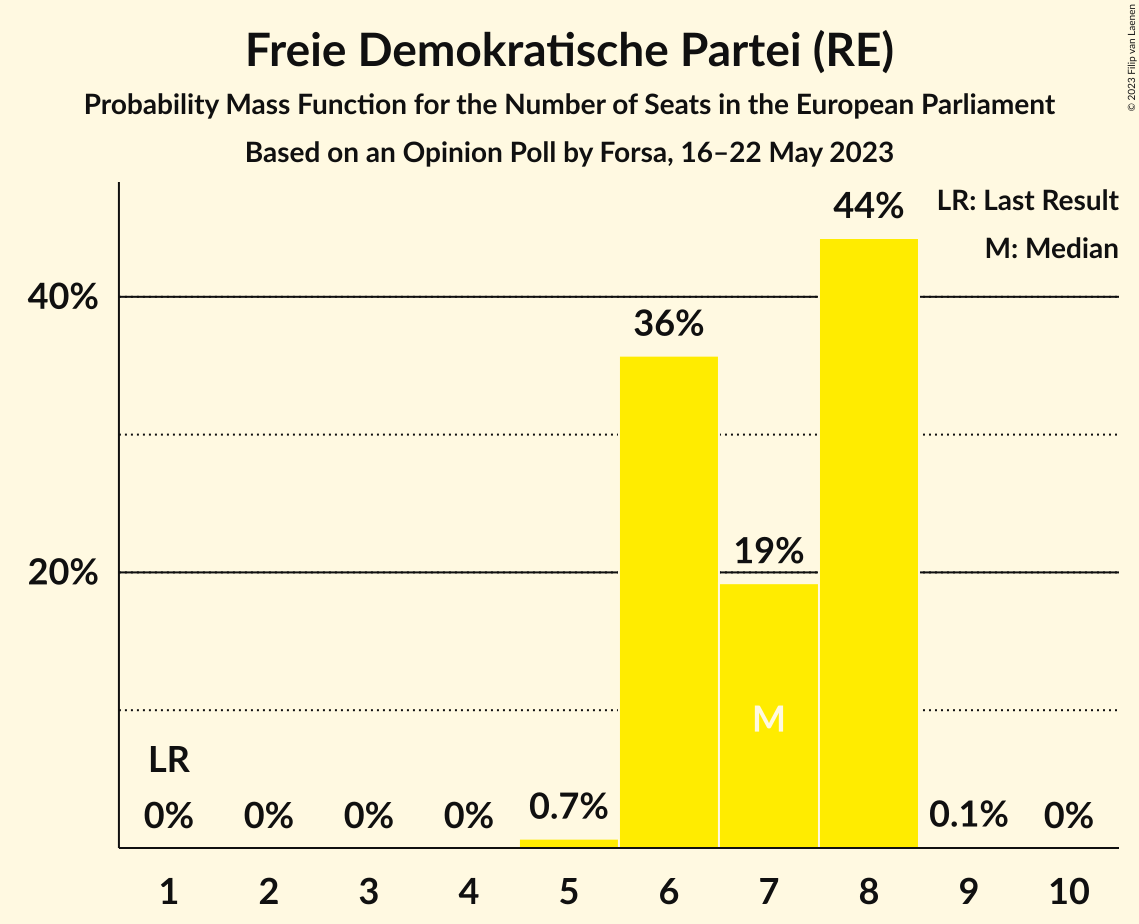 Freie Demokratische Partei (RE)
Probability Mass Function for the Number of Seats in the European Parliament
Based on an Opinion Poll by Forsa, 16–22 May 2023
© 2023 Filip van Laenen
LR: Last Result
M: Median
44%
40%
36%
20%
19%
M
LR
0%
0%
0%
0%
0.7%
0.1%
0%
1 2 3 4 5 6 7 8 9 10